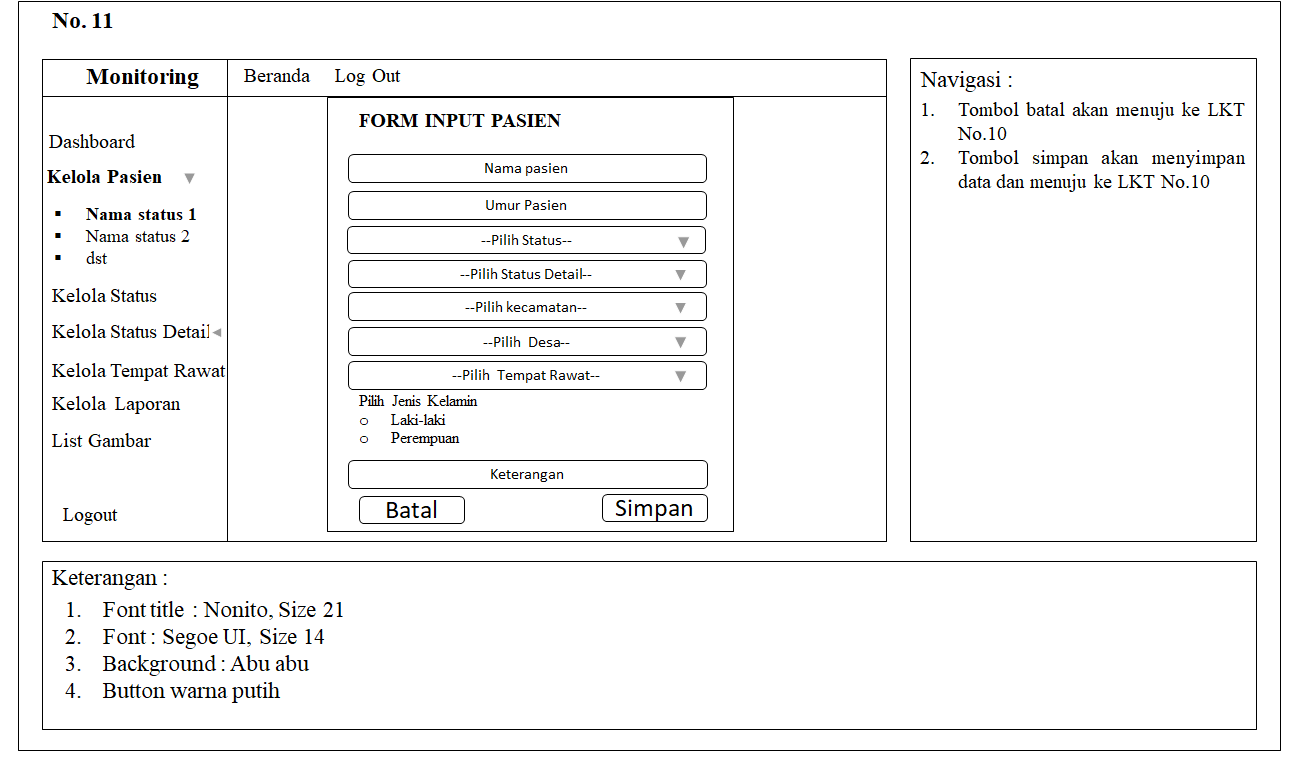 No. 11
Monitoring
Beranda
Log Out
Dashboard
Kelola Pasien
Nama status 1
Nama status 2
dst
Kelola Status
Kelola Status Detail
Kelola Tempat Rawat
Kelola Laporan
List Gambar
Logout
FORM INPUT PASIEN
Nama pasien
Umur Pasien
--Pilih Status--
--Pilih Status Detail--
--Pilih kecamatan--
--Pilih Desa--
--Pilih Tempat Rawat--
Pilih Jenis Kelamin
o Laki-laki
o Perempuan
Keterangan
Batal
Simpan
Navigasi :
1. Tombol batal akan menuju ke LKT
No.10
2. Tombol simpan akan menyimpan
data dan menuju ke LKT No.10
Keterangan :
1. Font title : Nonito, Size 21
2. Font : Segoe UI, Size 14
3. Background : Abu abu
4. Button warna putih